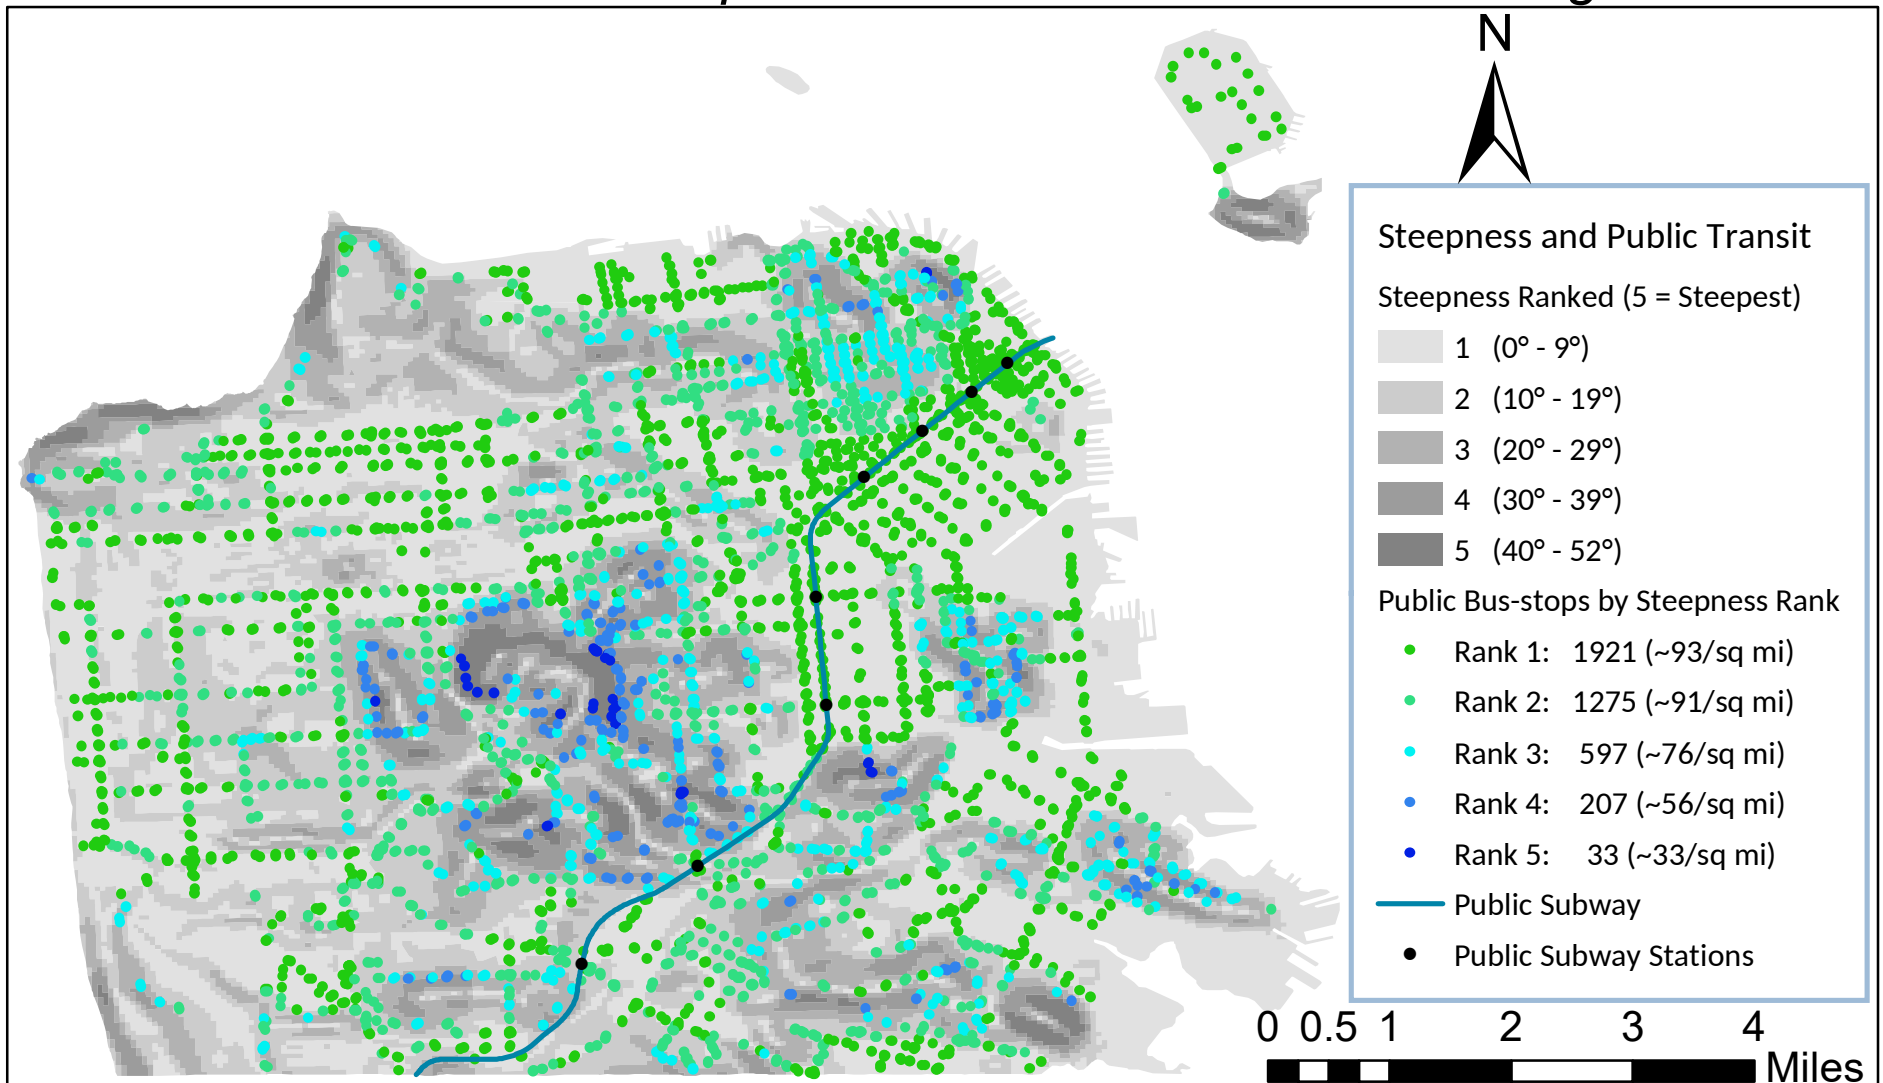 N
Steepness and Public Transit
Steepness Ranked (5 = Steepest)
1 (0° - 9°)
2 (10° - 19°)
3 (20° - 29°)
4 (30° - 39°)
5 (40° - 52°)
Public Bus-stops by Steepness Rank
Rank 1: 1921 (~93/sq mi)
Rank 2: 1275 (~91/sq mi)
Rank 3: 597 (~76/sq mi)
Rank 4: 207 (~56/sq mi)
Rank 5: 33 (~33/sq mi)
Public Subway
Public Subway Stations
0 0.5 1 2 3 4
Miles